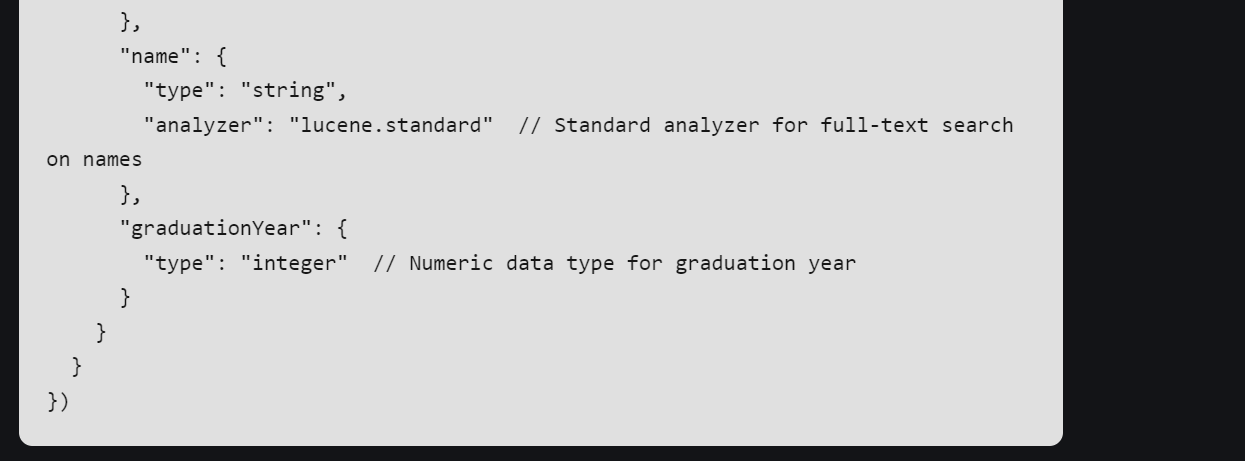 },
      "name": {
        "type": "string",
        "analyzer": "lucene.standard"  // Standard analyzer for full-text search
on names
      },
      "graduationYear": {
        "type": "integer"  // Numeric data type for graduation year
      }
    }
  }
})